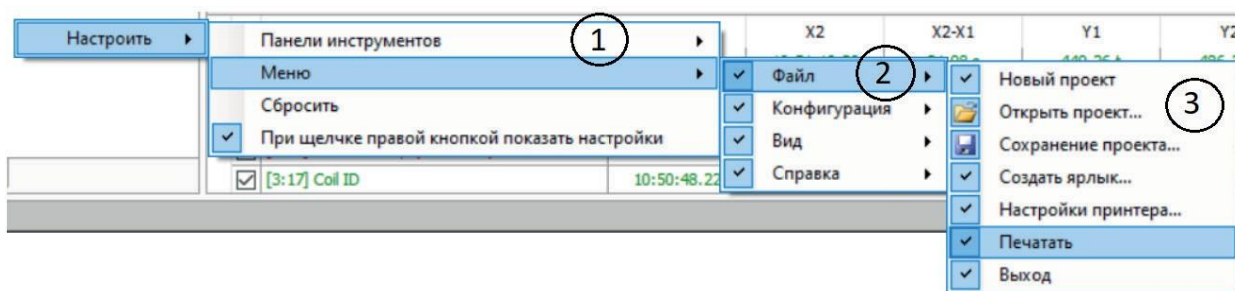 Настроить
Панели инструментов
Меню
Сбросить
При щелчке правой кнопкой показать настройки
[3:17] Coil ID
10:50:48.22
1
X2
X2-X1
Y1
Файл
Конфигурация
Вид
Справка
2
Новый проект
Открыть проект...
Сохранение проекта...
Создать ярлык...
Настройки принтера...
Печатать
Выход
3